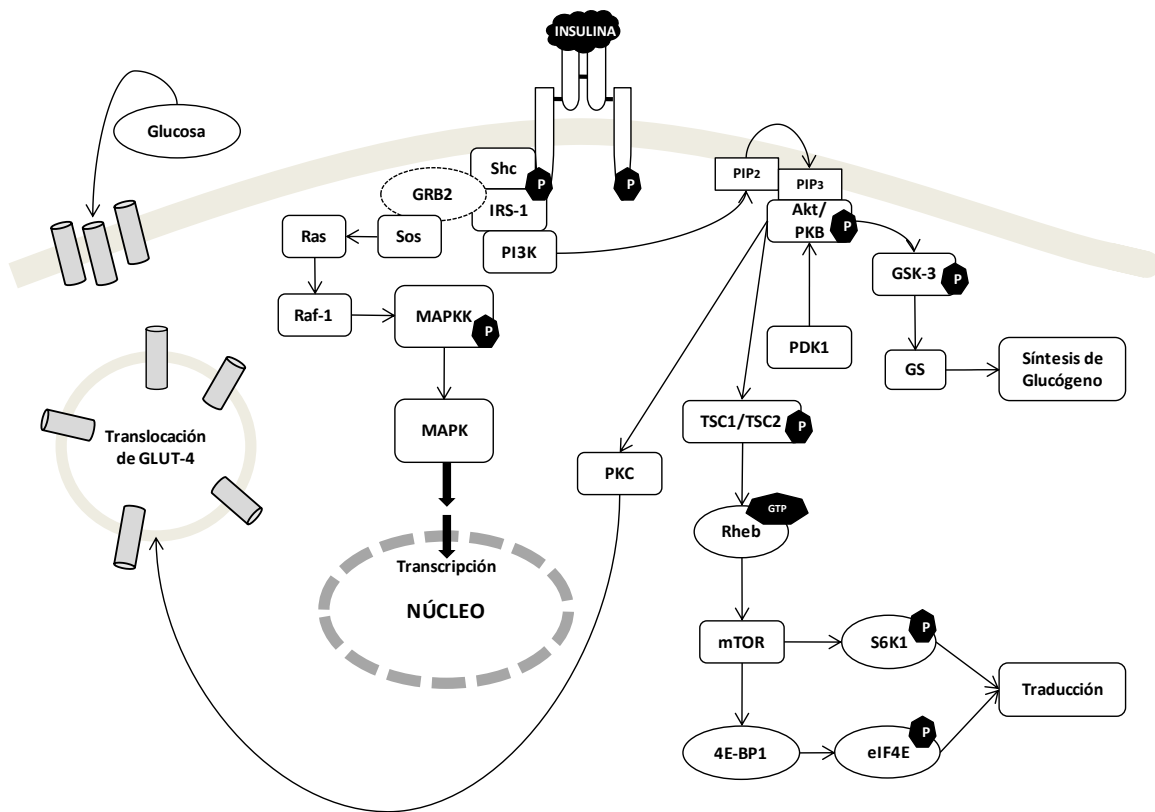 INSULINA
Glucosa
Shc
P
P
GRB2
IRS-1
PIP2
PIP3
Akt/
PKB
P
Ras
Sos
PI3K
GSK-3
P
Raf-1
MAPKK
P
PDK1
GS
Síntesis de
Glucógeno
Translocación
de GLUT-4
MAPK
TSC1/TSC2
P
PKC
GTP
Rheb
Transcripción
NÚCLEO
mTOR
S6K1
P
Traducción
4E-BP1
eIF4E
P